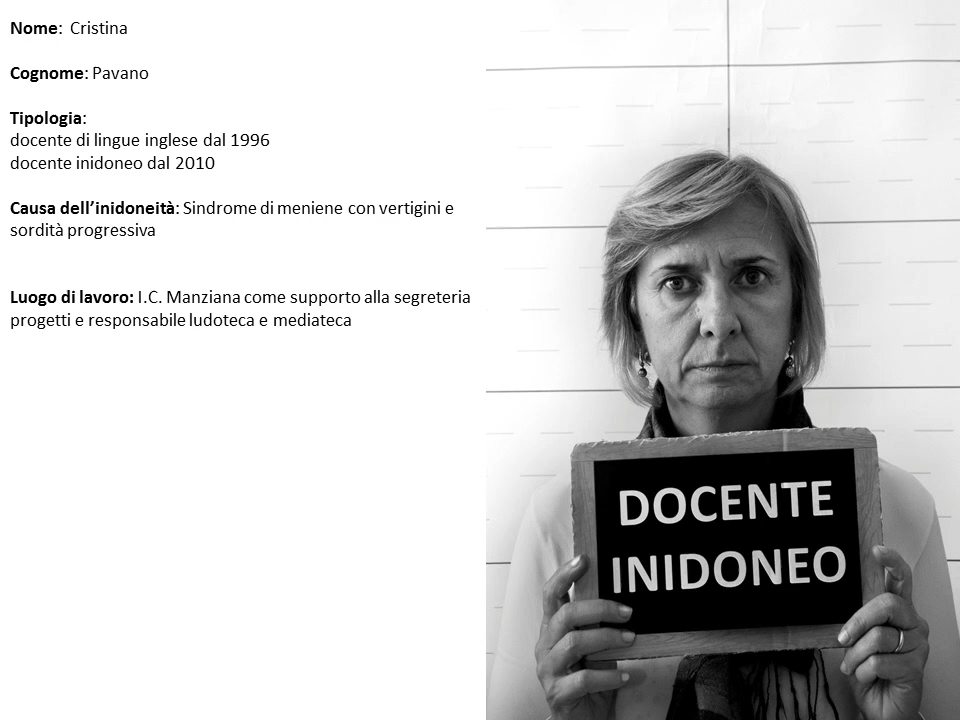 Nome:  Cristina
Cognome: Pavano
Tipologia:
docente di lingue inglese dal 1996
docente inidoneo dal 2010
Causa dell’inidoneità: Sindrome di meniene con vertigini e
sordità progressiva
Luogo di lavoro: I.C. Manziana come supporto alla segreteria
progetti e responsabile ludoteca e mediateca
DOCENTE
INIDONEO